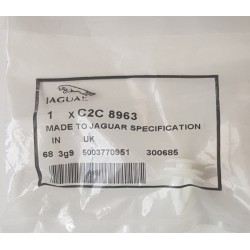 JAGUAR
1 x C2C 8963
MADE TO JAGUAR SPECIFICATION
IN UK
68 3g9 5003770951 300685